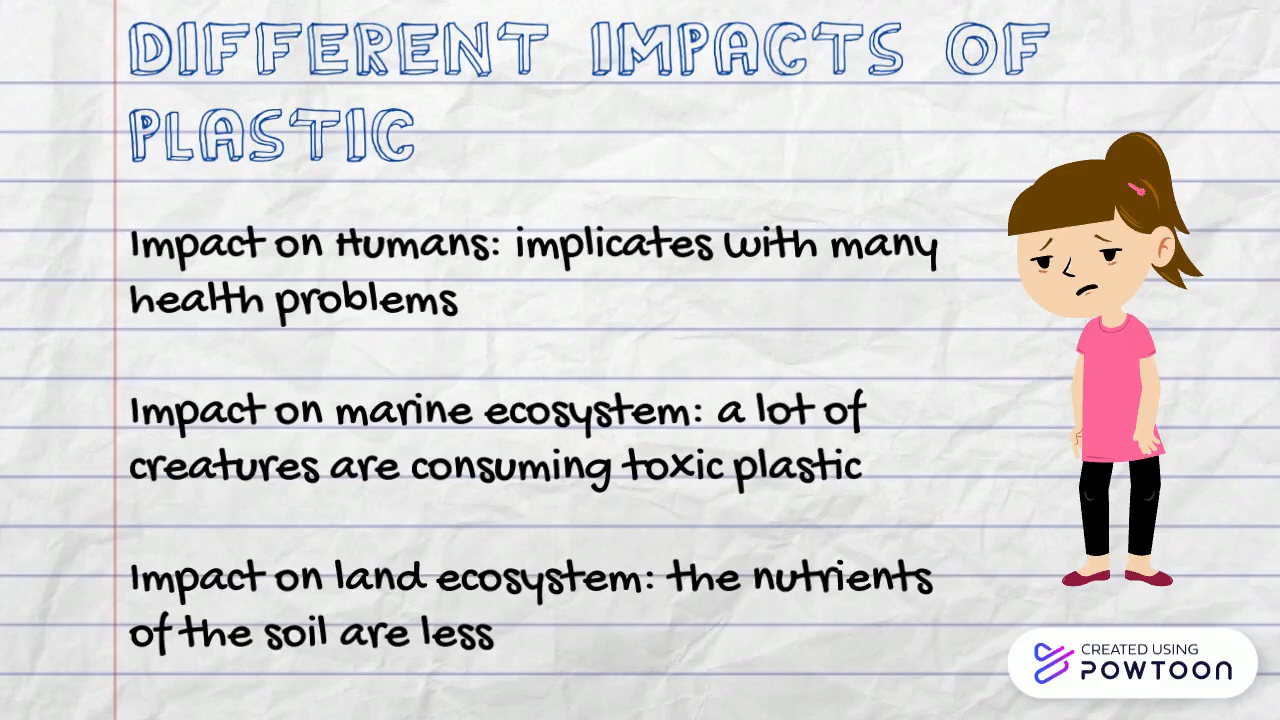 DIFFERENT IMPACTS OF
PLASTIC
Impact on Humans: implicates with many
health problems
Impact on marine ecosystem: a lot of
creatures are consuming toxic plastic
Impact on land ecosystem: the nutrients
of the soil are less
CREATED USING
POWTOON